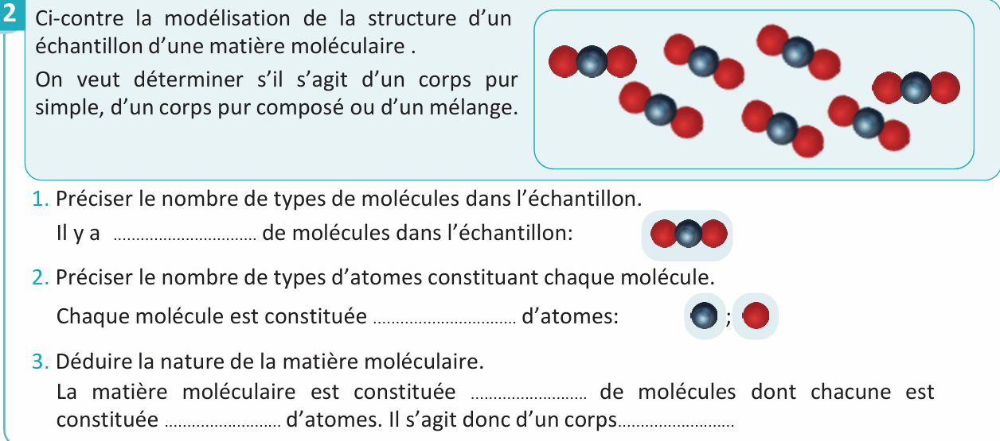 2
Ci-contre la modélisation de la structure d’un
échantillon d’une matière moléculaire .
On veut déterminer s’il s’agit d’un corps pur
simple, d’un corps pur composé ou d’un mélange.
1. Préciser le nombre de types de molécules dans l’échantillon.
Il y a ................................ de molécules dans l’échantillon:
2. Préciser le nombre de types d’atomes constituant chaque molécule.
Chaque molécule est constituée ................................ d’atomes: ;
3. Déduire la nature de la matière moléculaire.
La matière moléculaire est constituée .......................... de molécules dont chacune est
constituée .......................... d’atomes. Il s’agit donc d’un corps..........................